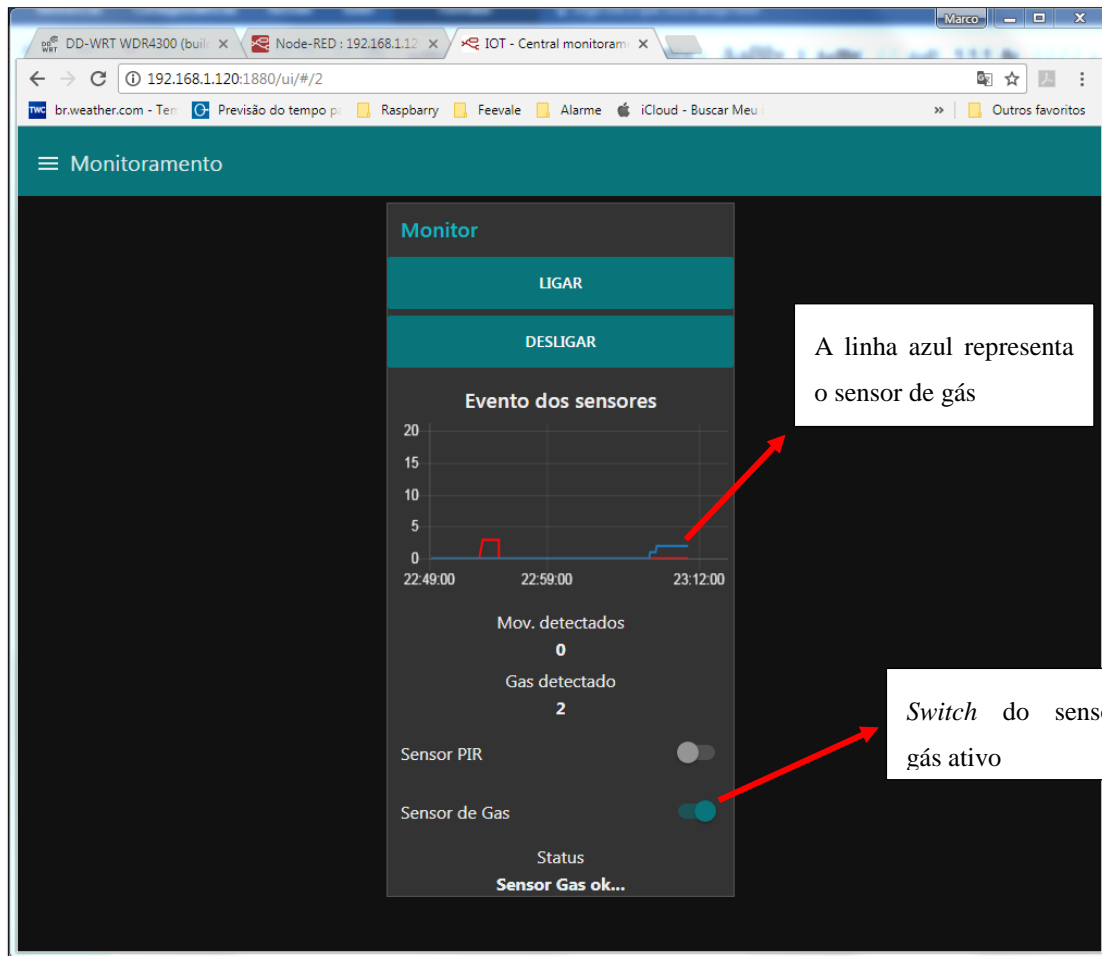 Marco
DD-WRT WDR4300 (buil
Node-RED : 192.168.1.12
IOT - Central monitoram
192.168.1.120:1880/ui/#/2
br.weather.com - Tem
Previsão do tempo pa
Raspbarry
Feevale
Alarme
iCloud - Buscar Meu
»
Outros favoritos
Monitoramento
Monitor
LIGAR
DESLIGAR
A linha azul representa
o sensor de gás
Evento dos sensores
20
15
10
5
0
22:49:00 22:59:00 23:12:00
Mov. detectados
0
Gas detectado
2
Switch do senso
gás ativo
Sensor PIR
Sensor de Gas
Status
Sensor Gas ok...